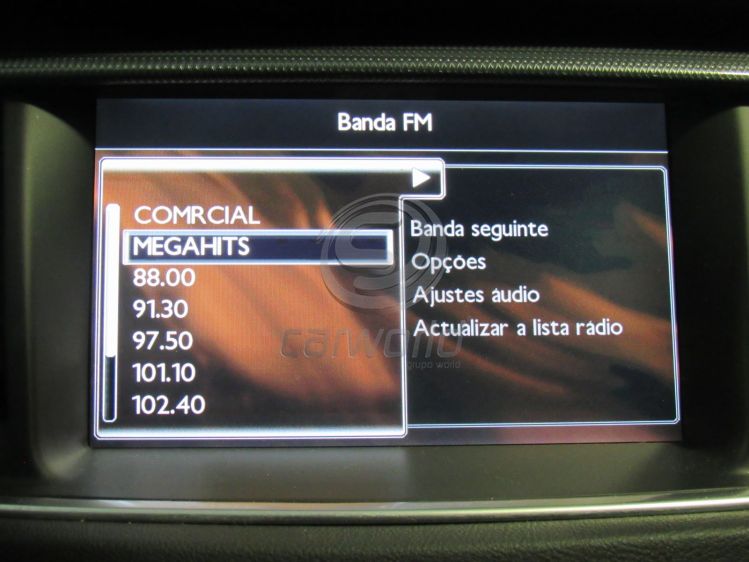 Banda FM
COMRCIAL
MEGAHITS
88.00
91.30
97.50
101.10
102.40
Banda seguinte
Opções
Ajustes áudio
Actualizar a lista rádio
carworld
grupo world